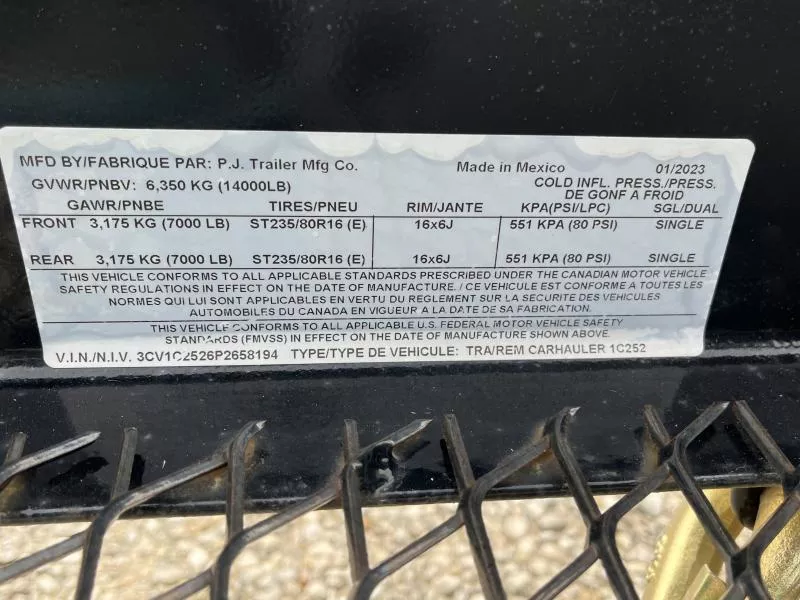 MFD BY/FABRIQUE PAR: P.J. Trailer Mfg Co. Made in Mexico 01/2023
GVWR/PNBV: 6,350 KG (14000LB) COLD INFL. PRESS./PRESS.
DE GONF A FROID
GAWR/PNBE TIRES/PNEU RIM/JANTE KPA(PSI/LPC) SGL/DUAL
FRONT 3,175 KG (7000 LB) ST235/80R16 (E) 16x6J 551 KPA (80 PSI) SINGLE
REAR 3,175 KG (7000 LB) ST235/80R16 (E) 16x6J 551 KPA (80 PSI) SINGLE
THIS VEHICLE CONFORMS TO ALL APPLICABLE STANDARDS PRESCRIBED UNDER THE CANADIAN MOTOR VEHICLE
SAFETY REGULATIONS IN EFFECT ON THE DATE OF MANUFACTURE. / CE VEHICULE EST CONFORME A TOUTES LES
NORMES QUI LUI SONT APPLICABLES EN VERTU DU REGLEMENT SUR LA SECURITE DES VEHICULES
AUTOMOBILES DU CANADA EN VIGUEUR A LA DATE DE SA FABRICATION.
THIS VEHICLE CONFORMS TO ALL APPLICABLE U.S. FEDERAL MOTOR VEHICLE SAFETY
STANDARDS (FMVSS) IN EFFECT ON THE DATE OF MANUFACTURE SHOWN ABOVE.
V.I.N./N.I.V. 3CV1C2526P2658194 TYPE/TYPE DE VEHICULE: TRA/REM CARHAULER 1C252